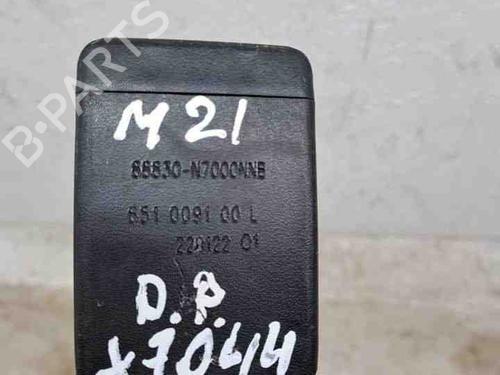 B-PARTS
M 21
88830-N7000NNB
651 0091 00 L
220122 01
D.P.
x7044